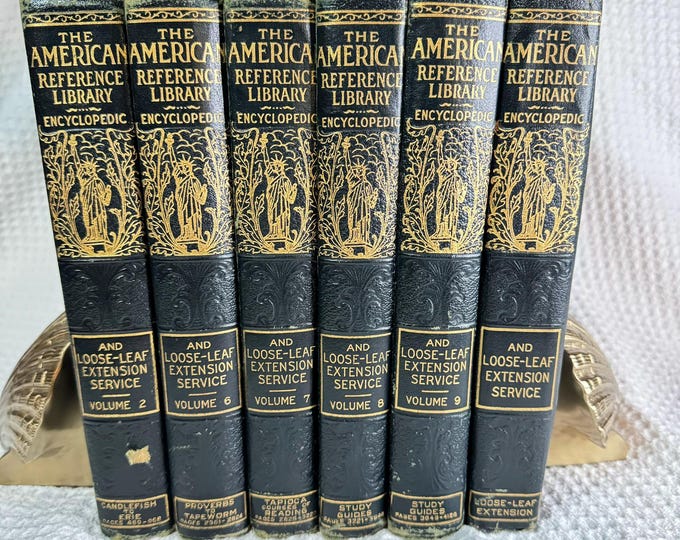 THE
AMERICAN
REFERENCE
LIBRARY
ENCYCLOPEDIC
AND
LOOSE-LEAF
EXTENSION
SERVICE
VOLUME 2
CANDLEFISH
TO
ERIE
THE
AMERICAN
REFERENCE
LIBRARY
ENCYCLOPEDIC
AND
LOOSE-LEAF
EXTENSION
SERVICE
VOLUME 6
PROVERBS
TO
TAPEWORM
THE
AMERICAN
REFERENCE
LIBRARY
ENCYCLOPEDIC
AND
LOOSE-LEAF
EXTENSION
SERVICE
VOLUME 7
TAPIOCA
COURSES OF
READING
THE
AMERICAN
REFERENCE
LIBRARY
ENCYCLOPEDIC
AND
LOOSE-LEAF
EXTENSION
SERVICE
VOLUME 8
STUDY
GUIDES
THE
AMERICAN
REFERENCE
LIBRARY
ENCYCLOPEDIC
AND
LOOSE-LEAF
EXTENSION
SERVICE
VOLUME 9
STUDY
GUIDES
THE
AMERICAN
REFERENCE
LIBRARY
ENCYCLOPEDIC
AND
LOOSE-LEAF
EXTENSION
SERVICE
LOOSE-LEAF
EXTENSION